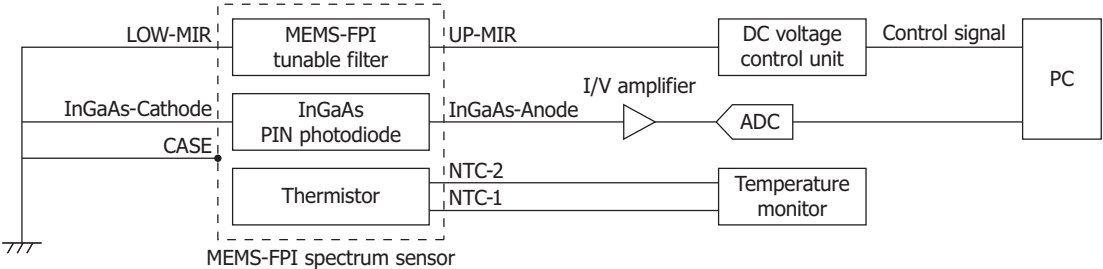 LOW-MIR
MEMS-FPI
tunable filter
UP-MIR
DC voltage
control unit
Control signal
PC
I/V amplifier
InGaAs-Cathode
InGaAs
PIN photodiode
InGaAs-Anode
ADC
CASE
Thermistor
NTC-2
NTC-1
Temperature
monitor
MEMS-FPI spectrum sensor